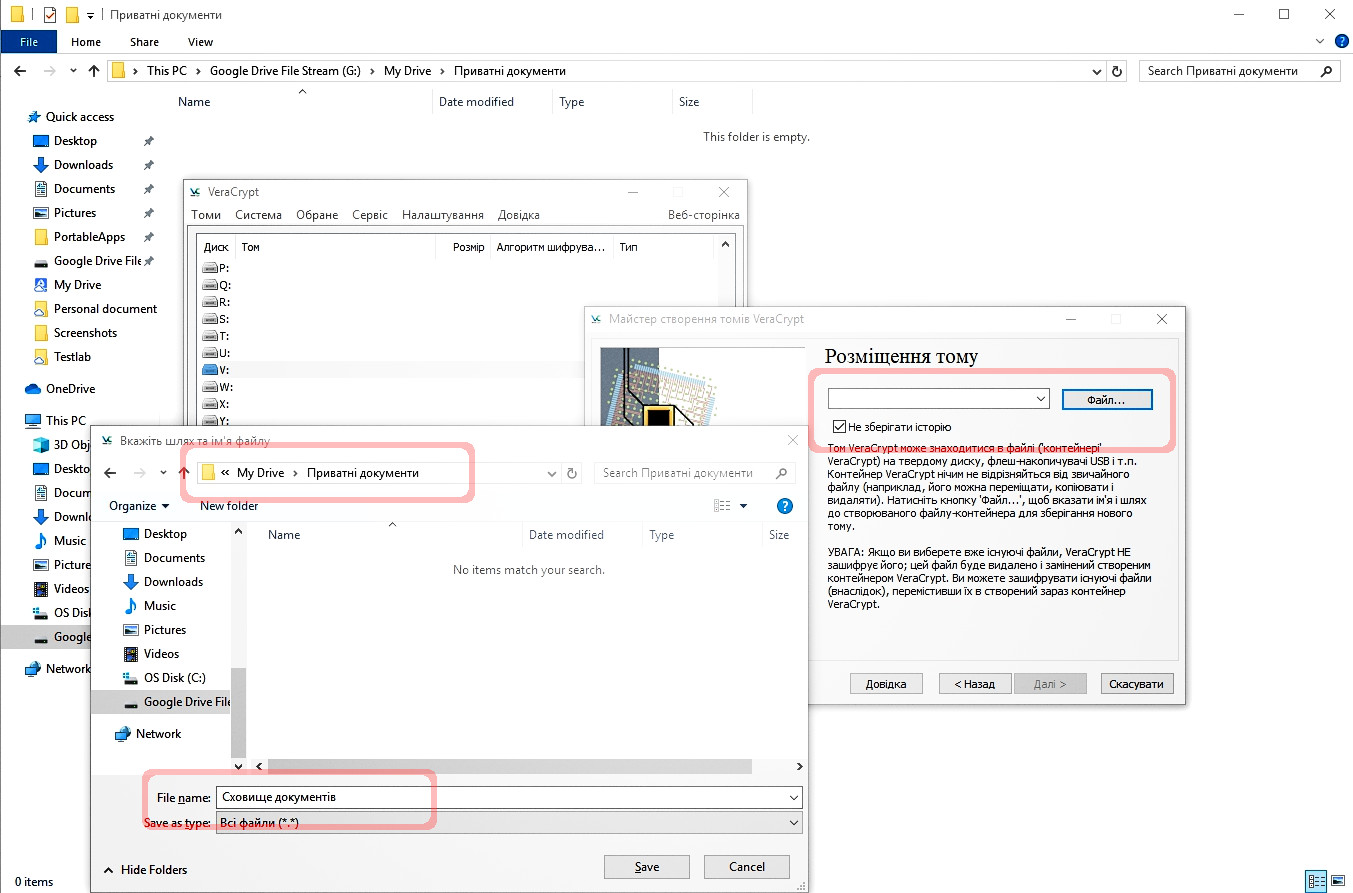 Приватні документи
File Home Share View
This PC Google Drive File Stream (G:) My Drive Приватні документи
Search Приватні документи
Name Date modified Type Size
This folder is empty.
Quick access
Desktop
Downloads
Documents
Pictures
PortableApps
Google Drive File
My Drive
Personal document
Screenshots
Testlab
OneDrive
This PC
3D Obj
Deskto
Docum
Downl
Music
Picture
Videos
OS Disk
Google
Network
0 items
VeraCrypt
Томи Система Обране Сервіс Налаштування Довідка Веб-сторінка
Диск Том Розмір Алгоритм шифрува... Тип
P:
Q:
R:
S:
T:
U:
V:
W:
X:
Y:
Майстер створення томів VeraCrypt
Розміщення тому
Файл...
Не зберігати історію
Том VeraCrypt може знаходитися в файлі ('контейнері'
VeraCrypt) на твердому диску, флеш-накопичувачі USB і т.п.
Контейнер VeraCrypt нічим не відрізняється від звичайного
файлу (наприклад, його можна переміщати, копіювати і
видаляти). Натисніть кнопку 'Файл...', щоб вказати ім'я і шлях
до створюваного файлу-контейнера для зберігання нового
тому.
УВАГА: Якщо ви виберете вже існуючі файли, VeraCrypt НЕ
зашифрує його; цей файл буде видалено і замінений створеним
контейнером VeraCrypt. Ви можете зашифрувати існуючі файли
(внаслідок), перемістивши їх в створений зараз контейнер
VeraCrypt.
Довідка < Назад Далі > Скасувати
Вкажіть шлях та ім'я файлу
« My Drive Приватні документи
Search Приватні документи
Organize New folder
Name Date modified Type Size
No items match your search.
Desktop
Documents
Downloads
Music
Pictures
Videos
OS Disk (C:)
Google Drive File
Network
File name: Сховище документів
Save as type: Всі файли (*.*)
Hide Folders Save Cancel